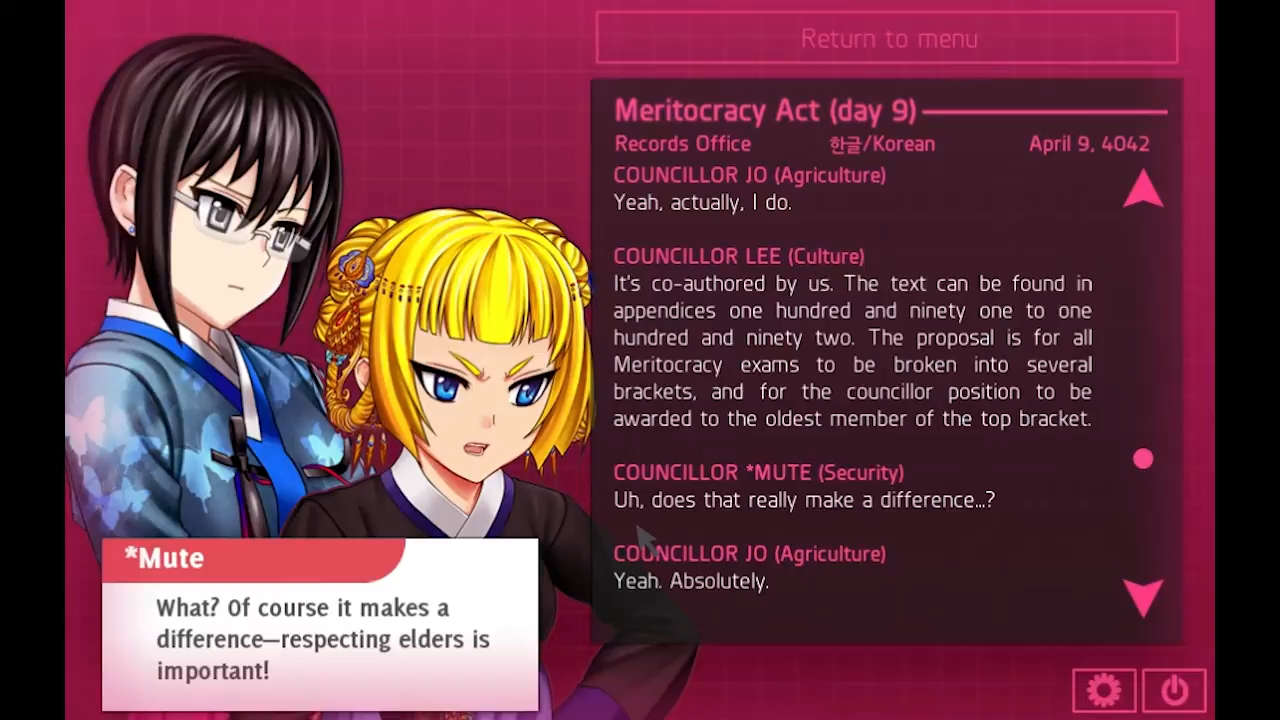 Return to menu
Meritocracy Act (day 9)
Records Office 한글/Korean April 9, 4042
COUNCILLOR JO (Agriculture)
Yeah, actually, I do.
COUNCILLOR LEE (Culture)
It's co-authored by us. The text can be found in
appendices one hundred and ninety one to one
hundred and ninety two. The proposal is for all
Meritocracy exams to be broken into several
brackets, and for the councillor position to be
awarded to the oldest member of the top bracket.
COUNCILLOR *MUTE (Security)
Uh, does that really make a difference...?
COUNCILLOR JO (Agriculture)
Yeah. Absolutely.
*Mute
What? Of course it makes a
difference—respecting elders is
important!